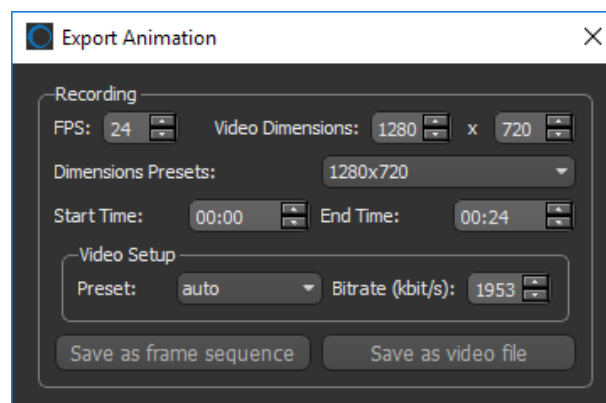 Export Animation
Recording
FPS: 24 Video Dimensions: 1280 x 720
Dimensions Presets: 1280x720
Start Time: 00:00 End Time: 00:24
Video Setup
Preset: auto Bitrate (kbit/s): 1953
Save as frame sequence Save as video file